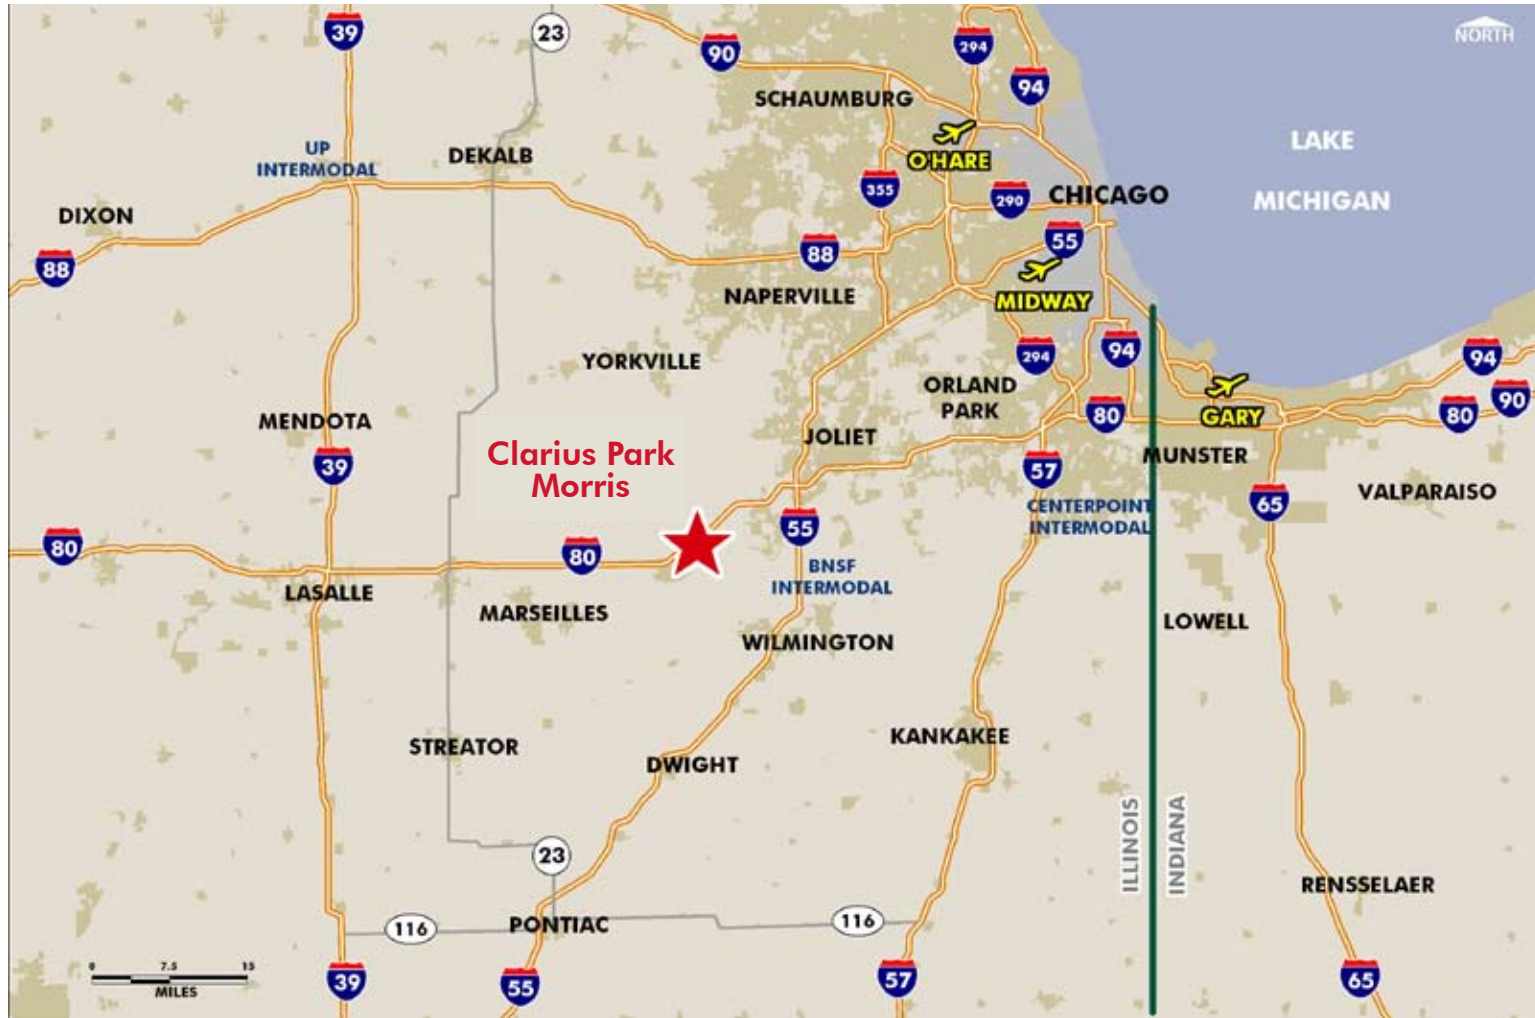 39
23
90
294
94
NORTH
SCHAUMBURG
LAKE
MICHIGAN
UP
INTERMODAL
DEKALB
O'HARE
355
290
CHICAGO
DIXON
55
88
88
MIDWAY
NAPERVILLE
YORKVILLE
294
94
94
ORLAND
PARK
90
80
GARY
80
MENDOTA
JOLIET
39
Clarius Park
Morris
57
MUNSTER
65
VALPARAISO
CENTERPOINT
INTERMODAL
80
80
55
BNSF
INTERMODAL
LASALLE
MARSEILLES
WILMINGTON
LOWELL
STREATOR
DWIGHT
KANKAKEE
ILLINOIS
INDIANA
23
RENSSELAER
116
PONTIAC
116
0 7.5 15
MILES
39
55
57
65